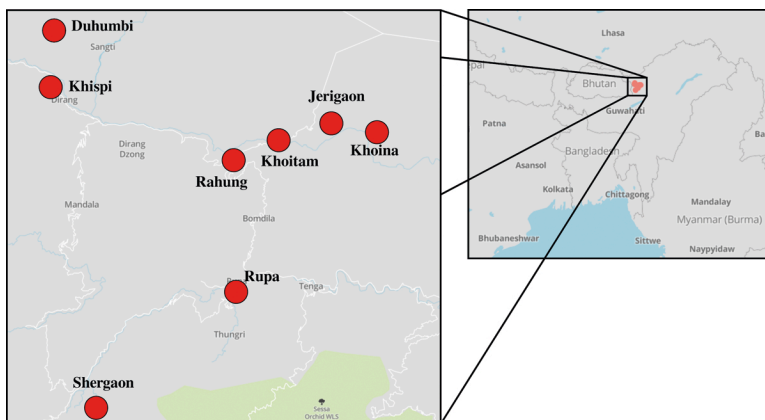 Duhumbi
Sangti
Khispi
Dirang
Jerigaon
Dirang
Dzong
Khoitam
Khoina
Rahung
Mandala
Bomdila
Rupa
Tenga
Thungri
Shergaon
Sessa
Orchid WLS
Lhasa
Bhutan
Guwahati
Patna
Bangladesh
Asansol
Kolkata
Chittagong
Mandalay
Myanmar (Burma)
Bhubaneshwar
Sittwe
Naypyidaw